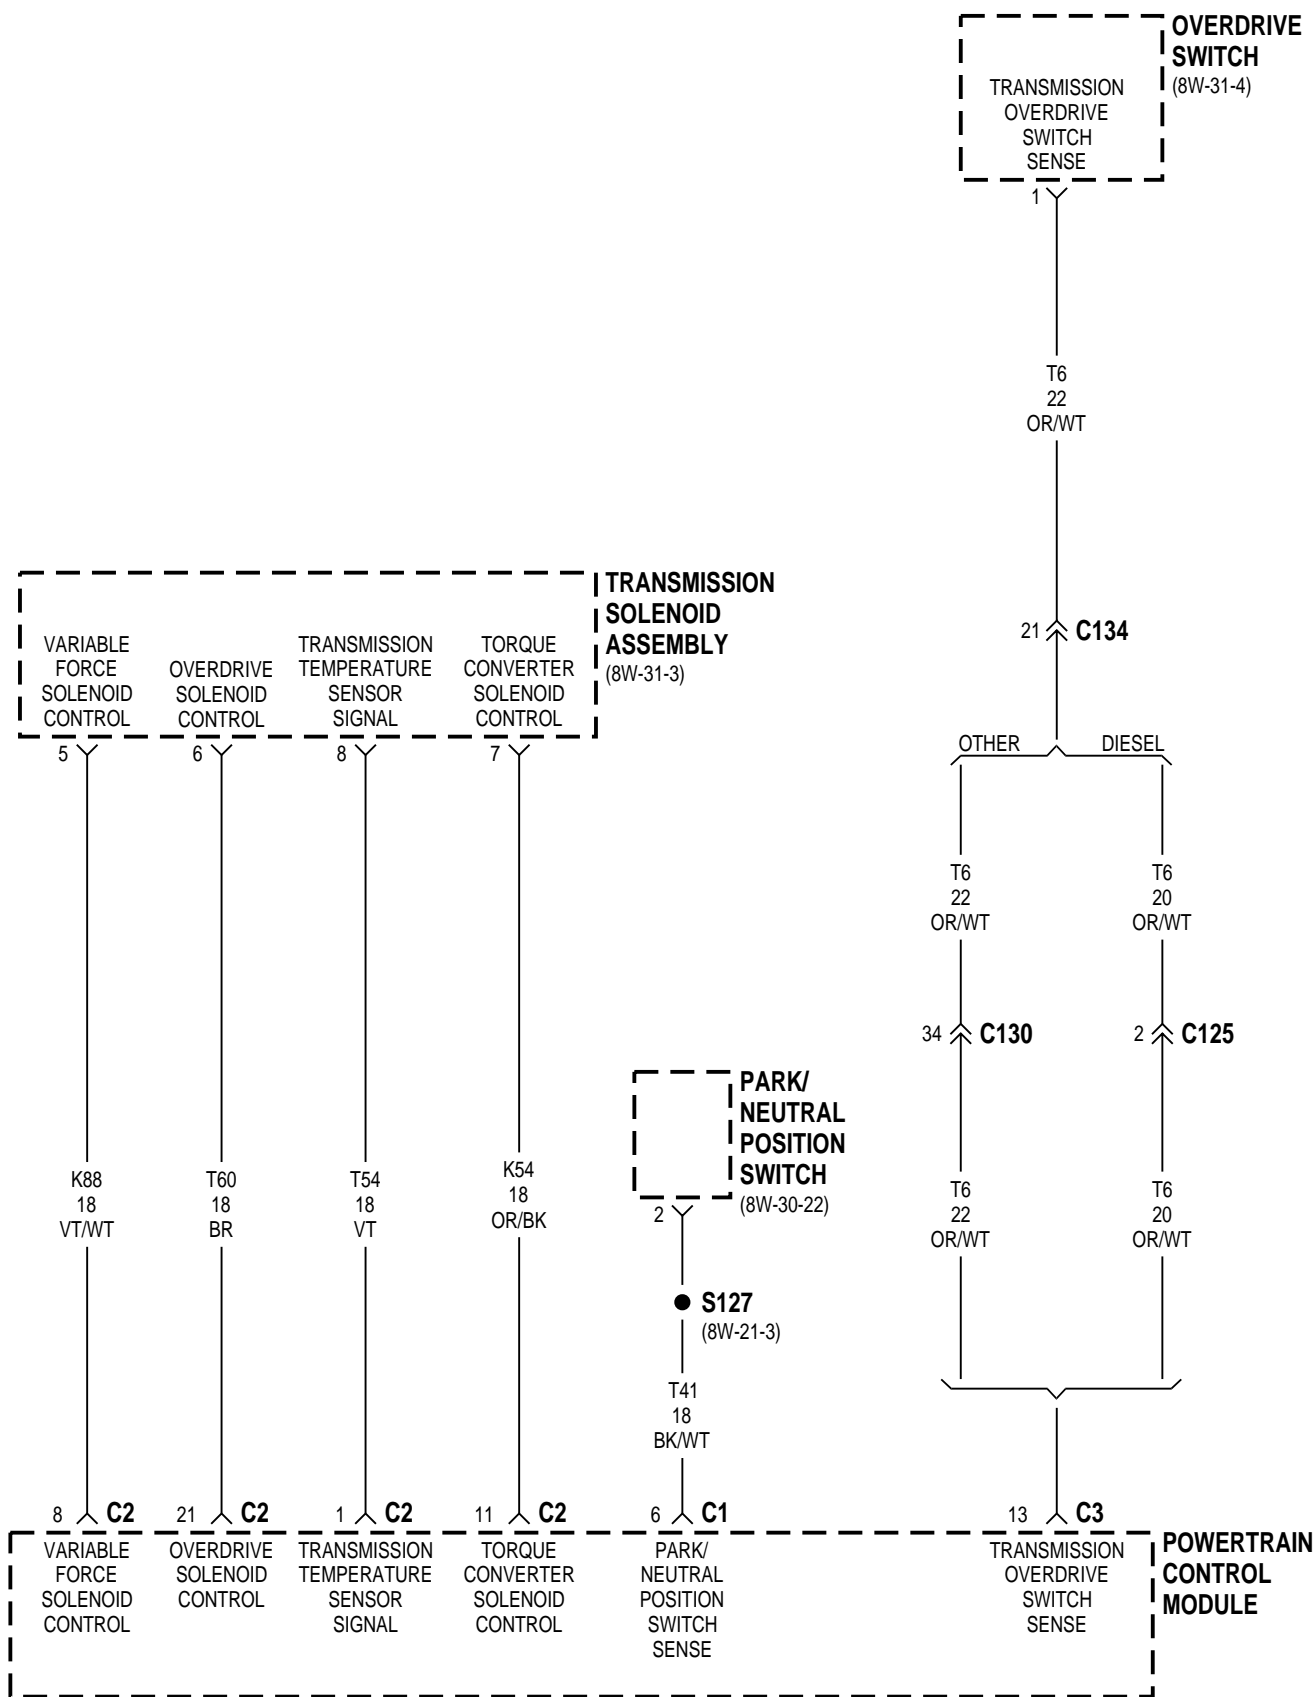 OVERDRIVE
SWITCH
(8W-31-4)
TRANSMISSION
OVERDRIVE
SWITCH
SENSE
1
T6
22
OR/WT
21
C134
OTHER
DIESEL
T6
22
OR/WT
T6
20
OR/WT
34
C130
2
C125
T6
22
OR/WT
T6
20
OR/WT
TRANSMISSION
SOLENOID
ASSEMBLY
(8W-31-3)
VARIABLE
FORCE
SOLENOID
CONTROL
OVERDRIVE
SOLENOID
CONTROL
TRANSMISSION
TEMPERATURE
SENSOR
SIGNAL
TORQUE
CONVERTER
SOLENOID
CONTROL
5
6
8
7
K88
18
VT/WT
T60
18
BR
T54
18
VT
K54
18
OR/BK
PARK/
NEUTRAL
POSITION
SWITCH
(8W-30-22)
2
S127
(8W-21-3)
T41
18
BK/WT
8 C2
21 C2
1 C2
11 C2
6 C1
13 C3
VARIABLE
FORCE
SOLENOID
CONTROL
OVERDRIVE
SOLENOID
CONTROL
TRANSMISSION
TEMPERATURE
SENSOR
SIGNAL
TORQUE
CONVERTER
SOLENOID
CONTROL
PARK/
NEUTRAL
POSITION
SWITCH
SENSE
TRANSMISSION
OVERDRIVE
SWITCH
SENSE
POWERTRAIN
CONTROL
MODULE